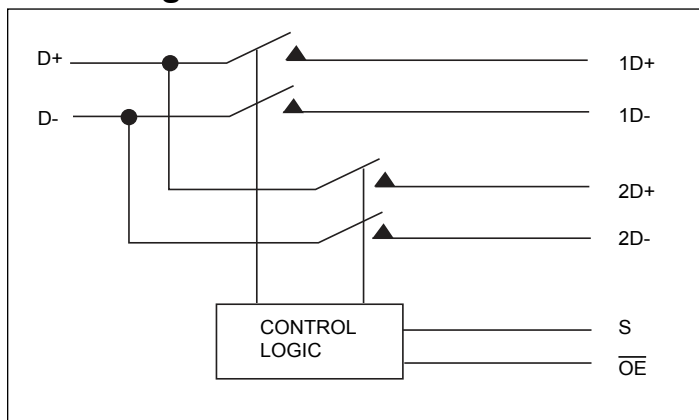 D+
1D+
D-
1D-
2D+
2D-
CONTROL
LOGIC
S
OE